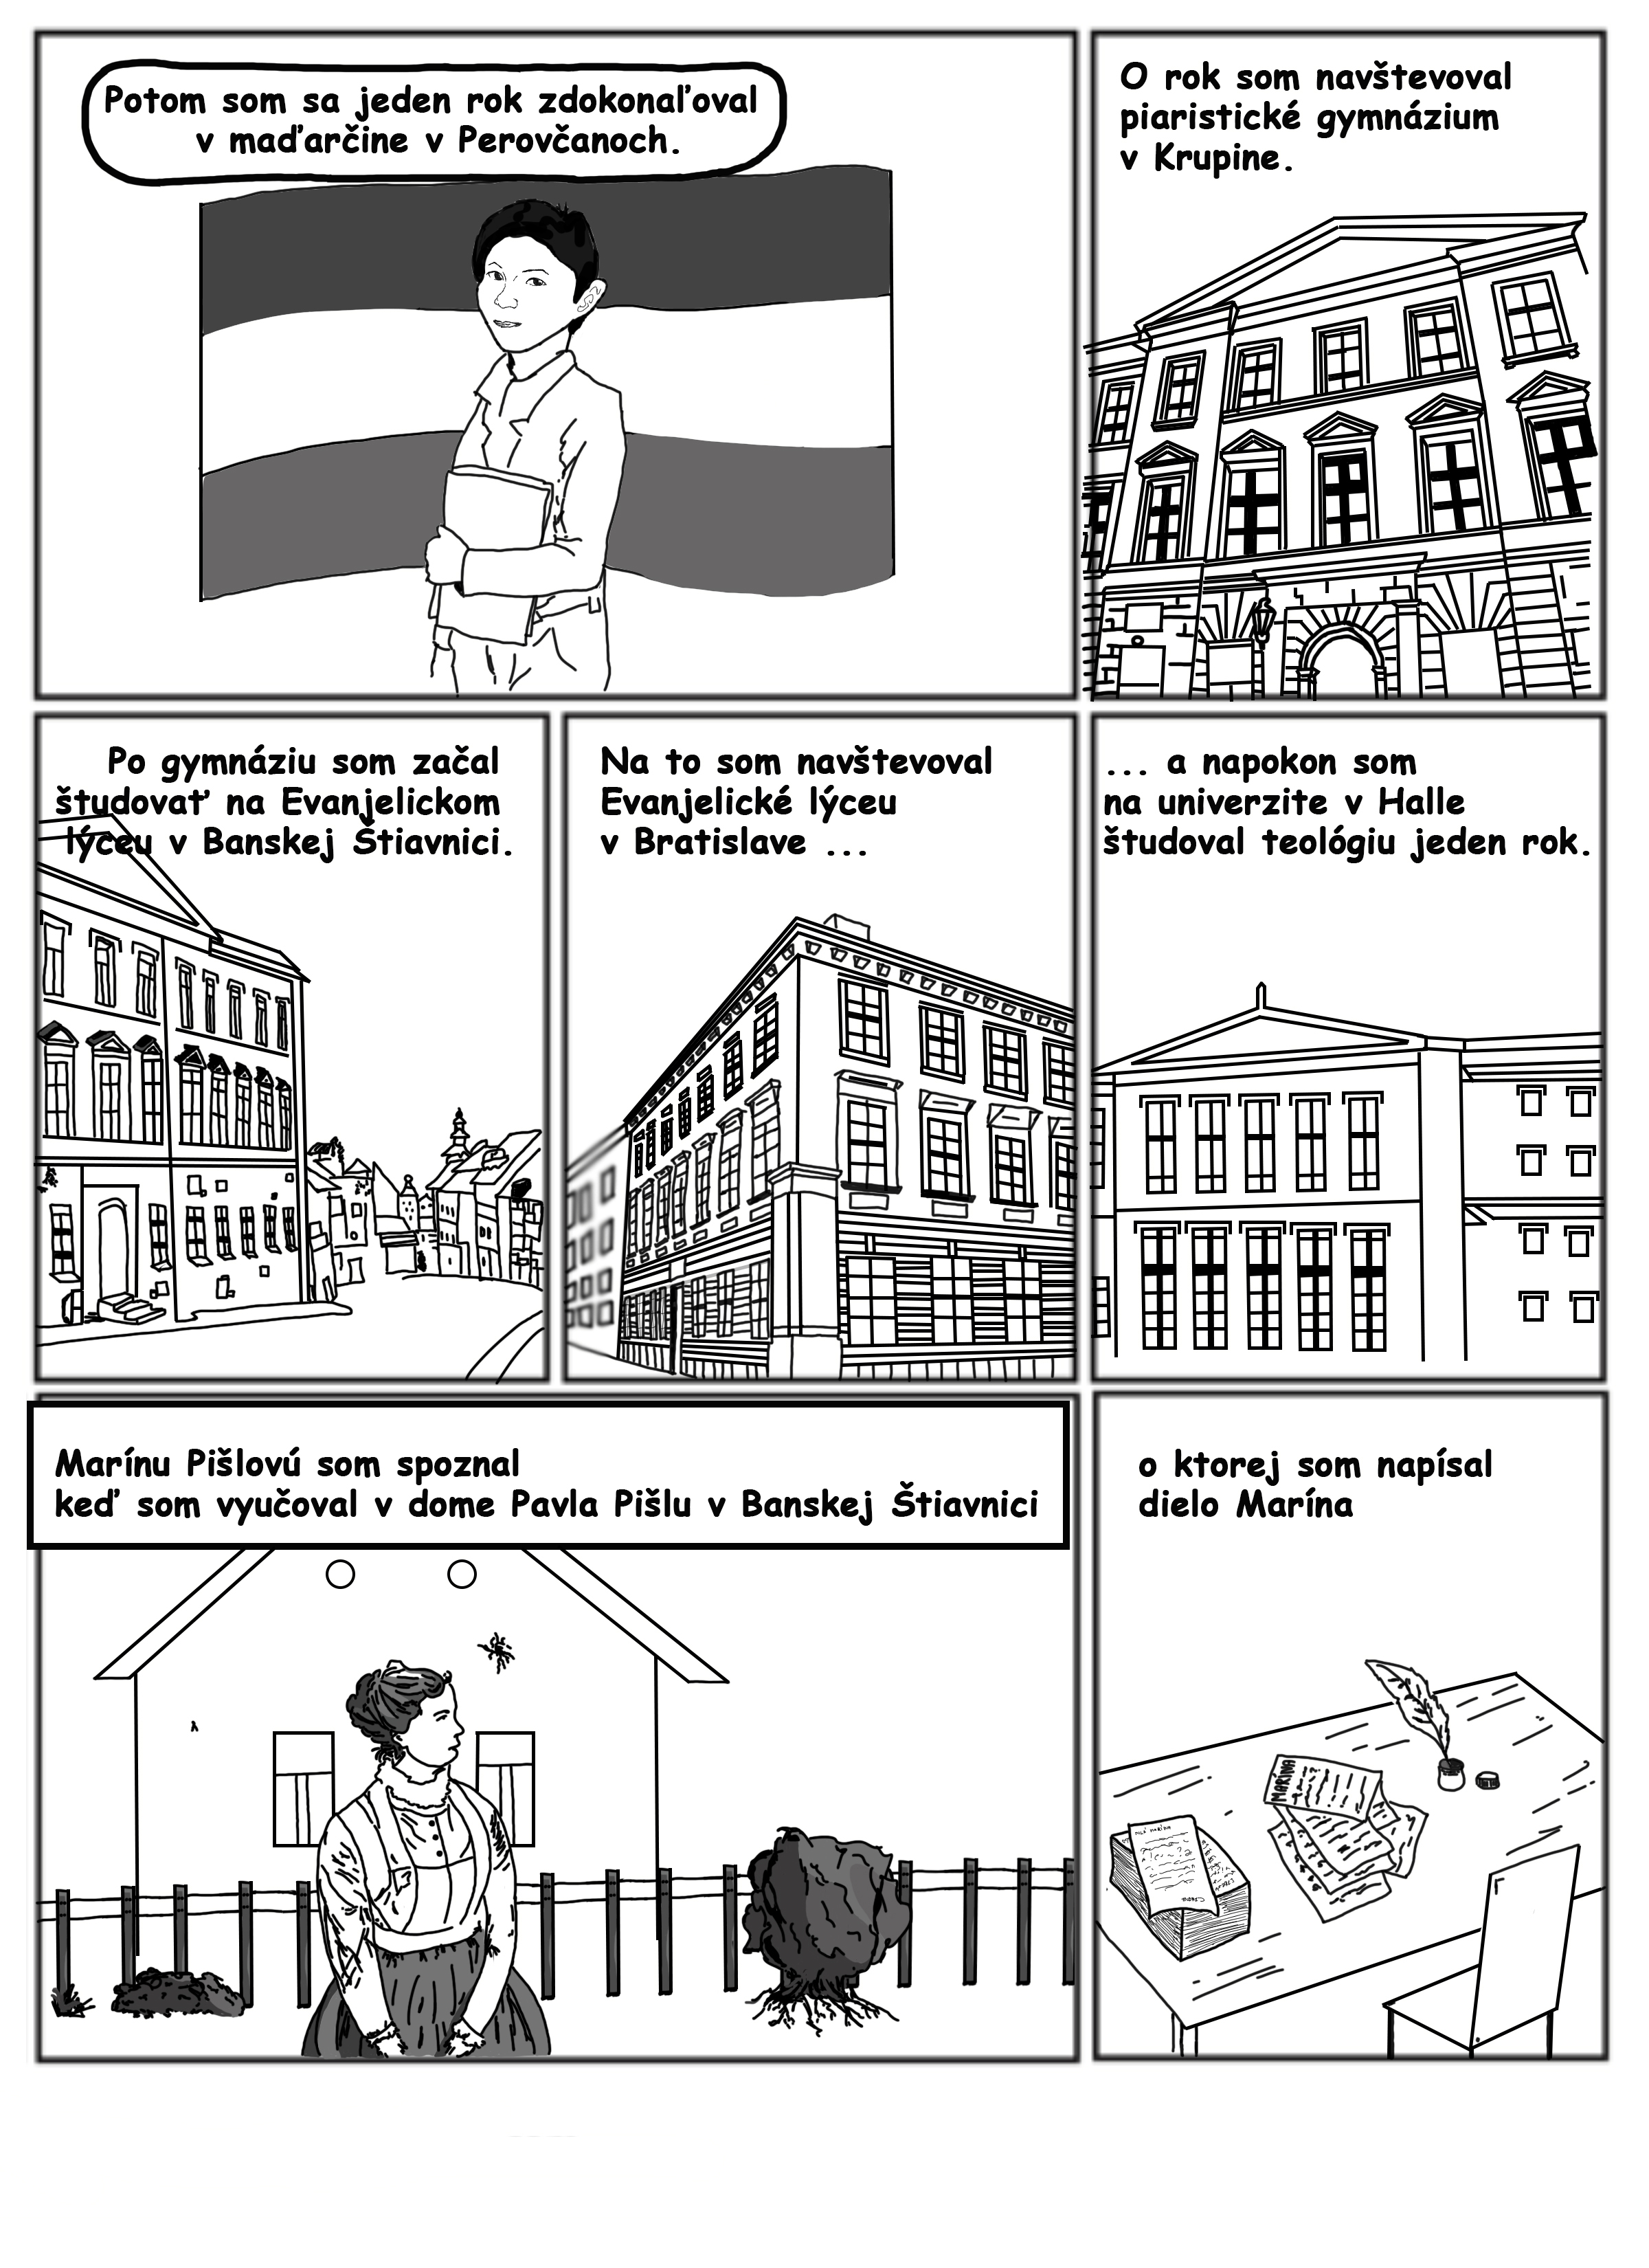 Potom som sa jeden rok zdokonaľoval
v maďarčine v Perovčanoch.
O rok som navštevoval
piaristické gymnázium
v Krupine.
Po gymnáziu som začal
študovať na Evanjelickom
lýceu v Banskej Štiavnici.
Na to som navštevoval
Evanjelické lýceu
v Bratislave ...
... a napokon som
na univerzite v Halle
študoval teológiu jeden rok.
Marínu Pišlovú som spoznal
keď som vyučoval v dome Pavla Pišlu v Banskej Štiavnici
o ktorej som napísal
dielo Marína
MARÍNA